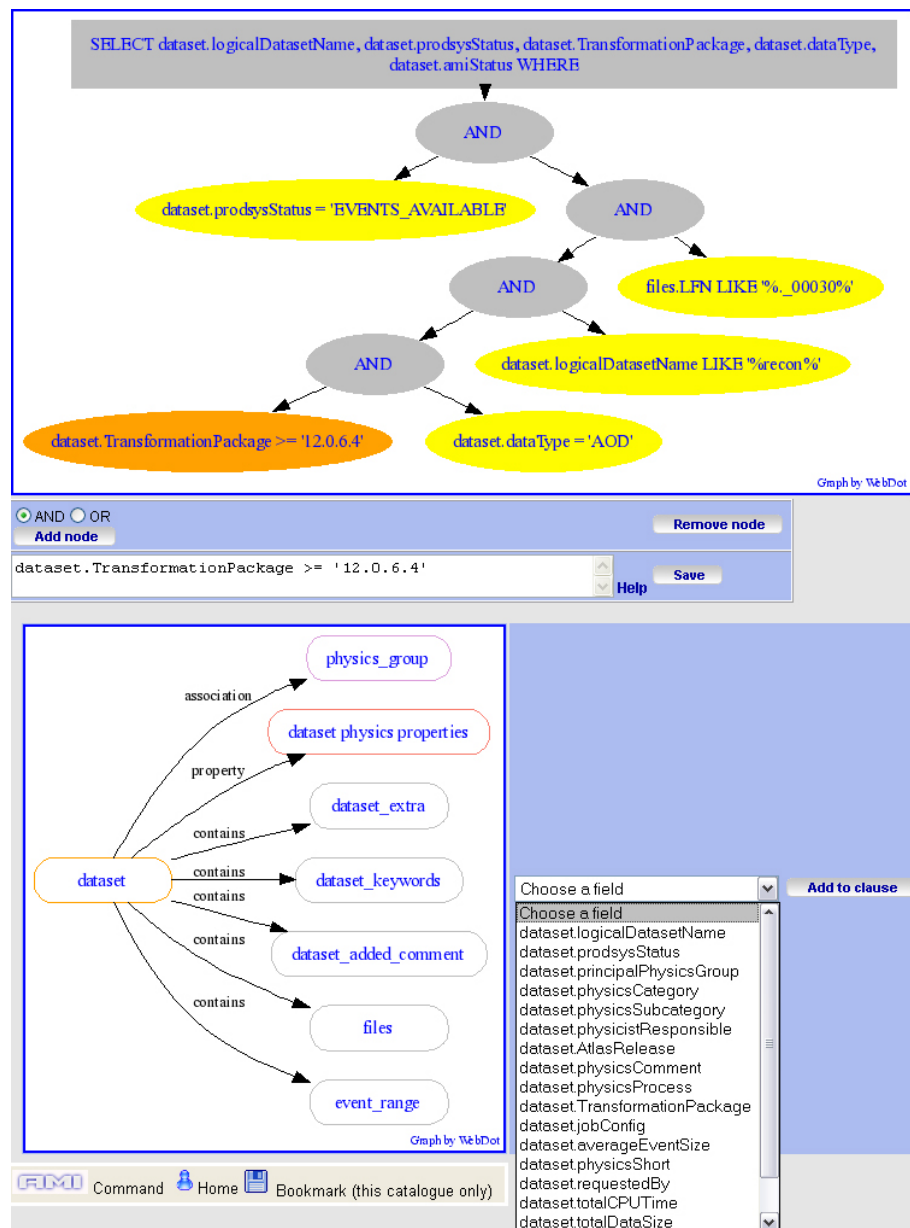 SELECT dataset.logicalDatasetName, dataset.prodsysStatus, dataset.TransformationPackage, dataset.dataType,
dataset.amiStatus WHERE
AND
dataset.prodsysStatus = 'EVENTS_AVAILABLE'
AND
AND
files.LFN LIKE '%._00030%'
AND
dataset.logicalDatasetName LIKE '%recon%'
dataset.TransformationPackage >= '12.0.6.4'
dataset.dataType = 'AOD'
Graph by WebDot
AND OR
Add node
Remove node
dataset.TransformationPackage >= '12.0.6.4'
Help
Save
physics_group
association
dataset physics properties
property
dataset_extra
contains
dataset
contains
dataset_keywords
contains
dataset_added_comment
contains
files
contains
event_range
Graph by WebDot
Choose a field
Add to clause
Choose a field
dataset.logicalDatasetName
dataset.prodsysStatus
dataset.principalPhysicsGroup
dataset.physicsCategory
dataset.physicsSubcategory
dataset.physicistResponsible
dataset.AtlasRelease
dataset.physicsComment
dataset.physicsProcess
dataset.TransformationPackage
dataset.jobConfig
dataset.averageEventSize
dataset.physicsShort
dataset.requestedBy
dataset.totalCPUTime
dataset.totalDataSize
AMI Command Home Bookmark (this catalogue only)